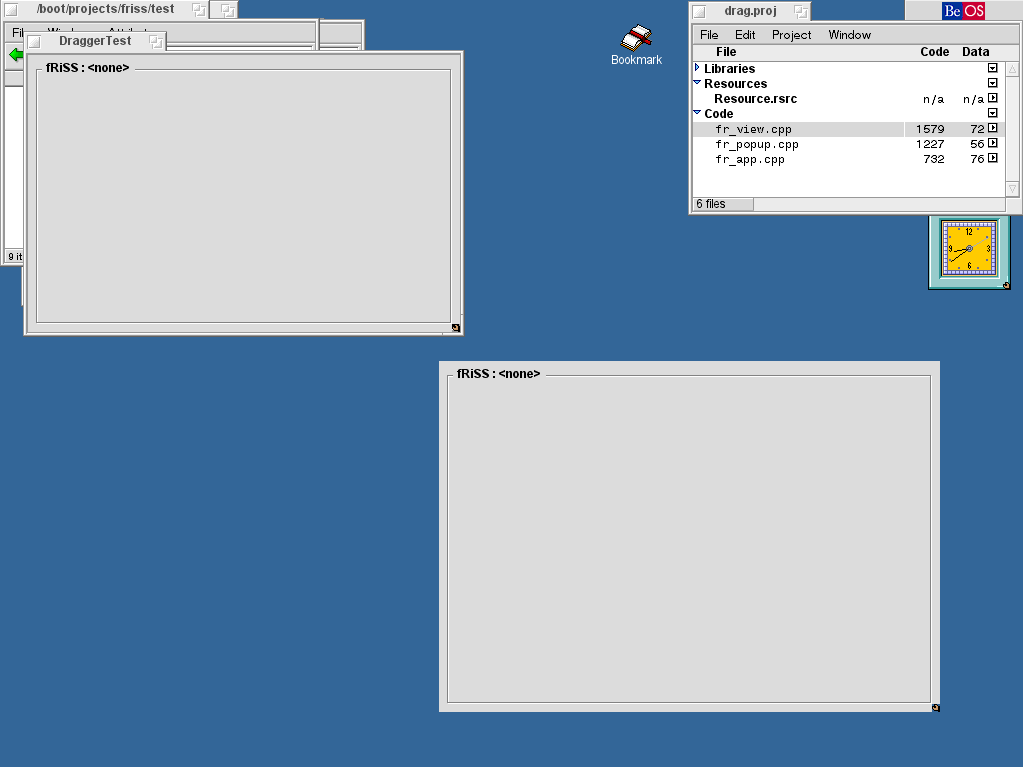 /boot/projects/friss/test
DraggerTest
fRiSS : <none>
9 it
Bookmark
drag.proj
Be OS
File Edit Project Window
File Code Data
Libraries
Resources
Resource.rsrc n/a n/a
Code
fr_view.cpp 1579 72
fr_popup.cpp 1227 56
fr_app.cpp 732 76
6 files
12
9 3
6
fRiSS : <none>